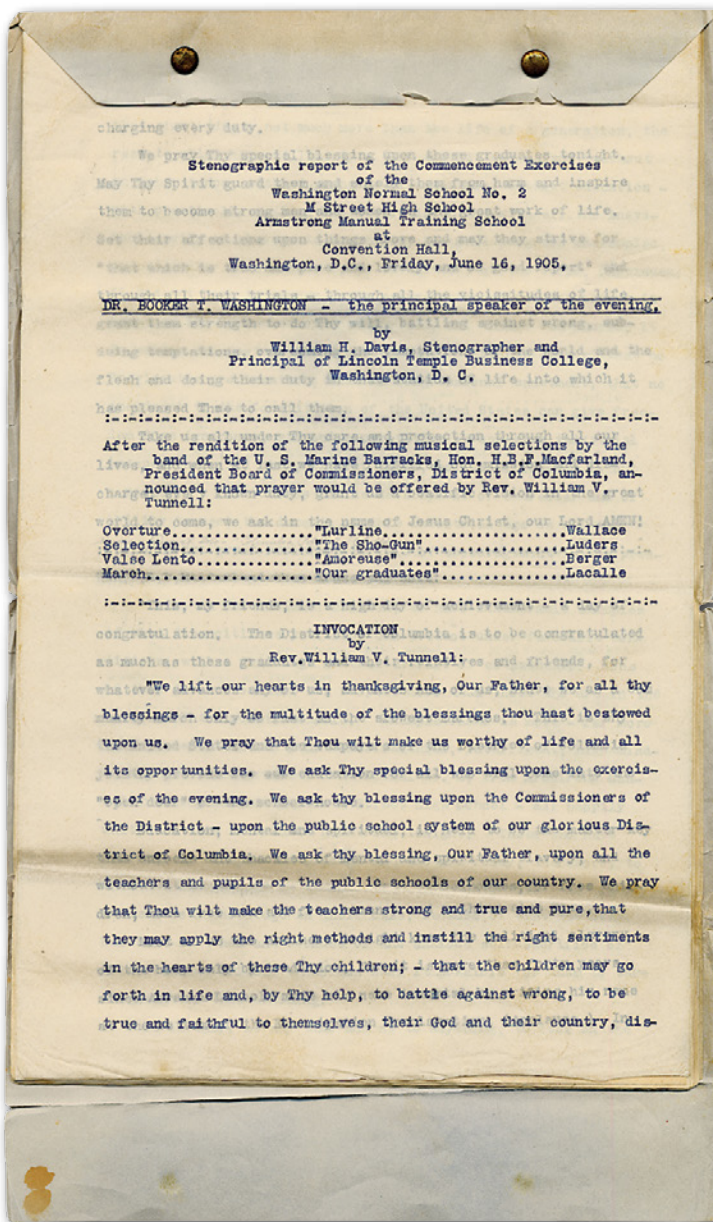 charging every duty.
We pray Thy special blessing upon these graduates tonight.
Stenographic report of the Commencement Exercises
of the
Washington Normal School No. 2
M Street High School
Armstrong Manual Training School
at
Convention Hall,
Washington, D.C., Friday, June 16, 1905.
DR. BOOKER T. WASHINGTON - the principal speaker of the evening.
by
William H. Davis, Stenographer and
Principal of Lincoln Temple Business College,
Washington, D. C.
:-:-:-:-:-:-:-:-:-:-:-:-:-:-:-:-:-:-:-:-:-:-:-:-:-:-:-:-
After the rendition of the following musical selections by the
band of the U. S. Marine Barracks, Hon. H.B.F.Macfarland,
President Board of Commissioners, District of Columbia, an-
nounced that prayer would be offered by Rev. William V.
Tunnell:
Overture................."Lurline......................Wallace
Selection................"The Sho-Gun".................Luders
Valse Lento.............."Amoreuse"....................Berger
March...................."Our graduates"...............Lacalle
:-:-:-:-:-:-:-:-:-:-:-:-:-:-:-:-:-:-:-:-:-:-:-:-:-:-:-:-
INVOCATION
by
Rev.William V. Tunnell:
"We lift our hearts in thanksgiving, Our Father, for all thy
blessings - for the multitude of the blessings thou hast bestowed
upon us. We pray that Thou wilt make us worthy of life and all
its opportunities. We ask Thy special blessing upon the exercis-
es of the evening. We ask thy blessing upon the Commissioners of
the District - upon the public school system of our glorious Dis-
trict of Columbia. We ask thy blessing, Our Father, upon all the
teachers and pupils of the public schools of our country. We pray
that Thou wilt make the teachers strong and true and pure,that
they may apply the right methods and instill the right sentiments
in the hearts of these Thy children; - that the children may go
forth in life and, by Thy help, to battle against wrong, to be
true and faithful to themselves, their God and their country, dis-